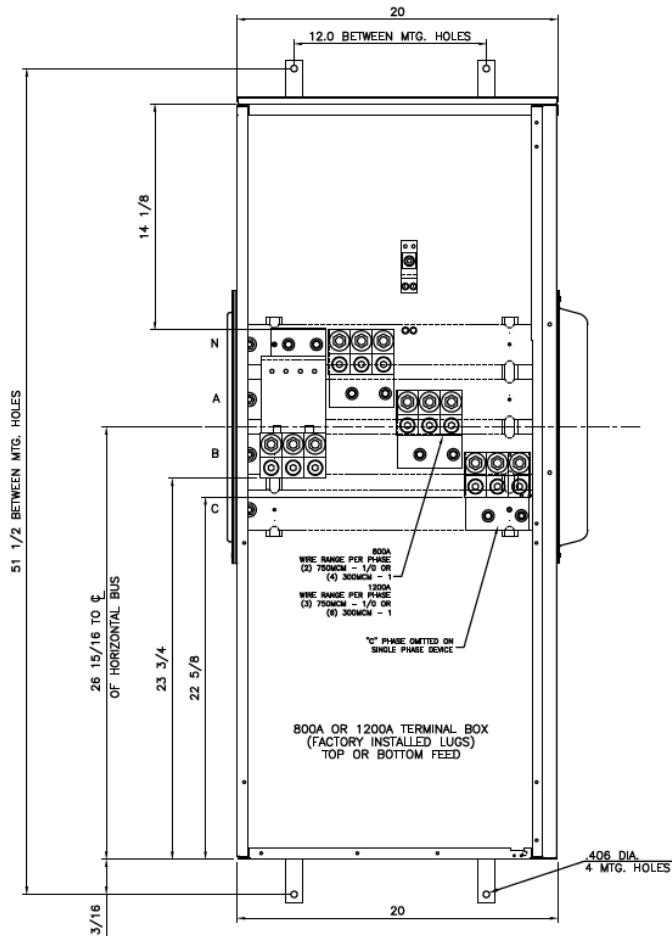 20
12.0 BETWEEN MTG. HOLES
14 1/8
51 1/2 BETWEEN MTG. HOLES
N
A
B
C
26 15/16 TO ℄
OF HORIZONTAL BUS
23 3/4
22 5/8
800A
WIRE RANGE PER PHASE
(2) 750MCM - 1/0 OR
(4) 300MCM - 1
1200A
WIRE RANGE PER PHASE
(3) 750MCM - 1/0 OR
(6) 300MCM - 1
"C" PHASE OMITTED ON
SINGLE PHASE DEVICE
800A OR 1200A TERMINAL BOX
(FACTORY INSTALLED LUGS)
TOP OR BOTTOM FEED
.406 DIA.
4 MTG. HOLES
3/16
20